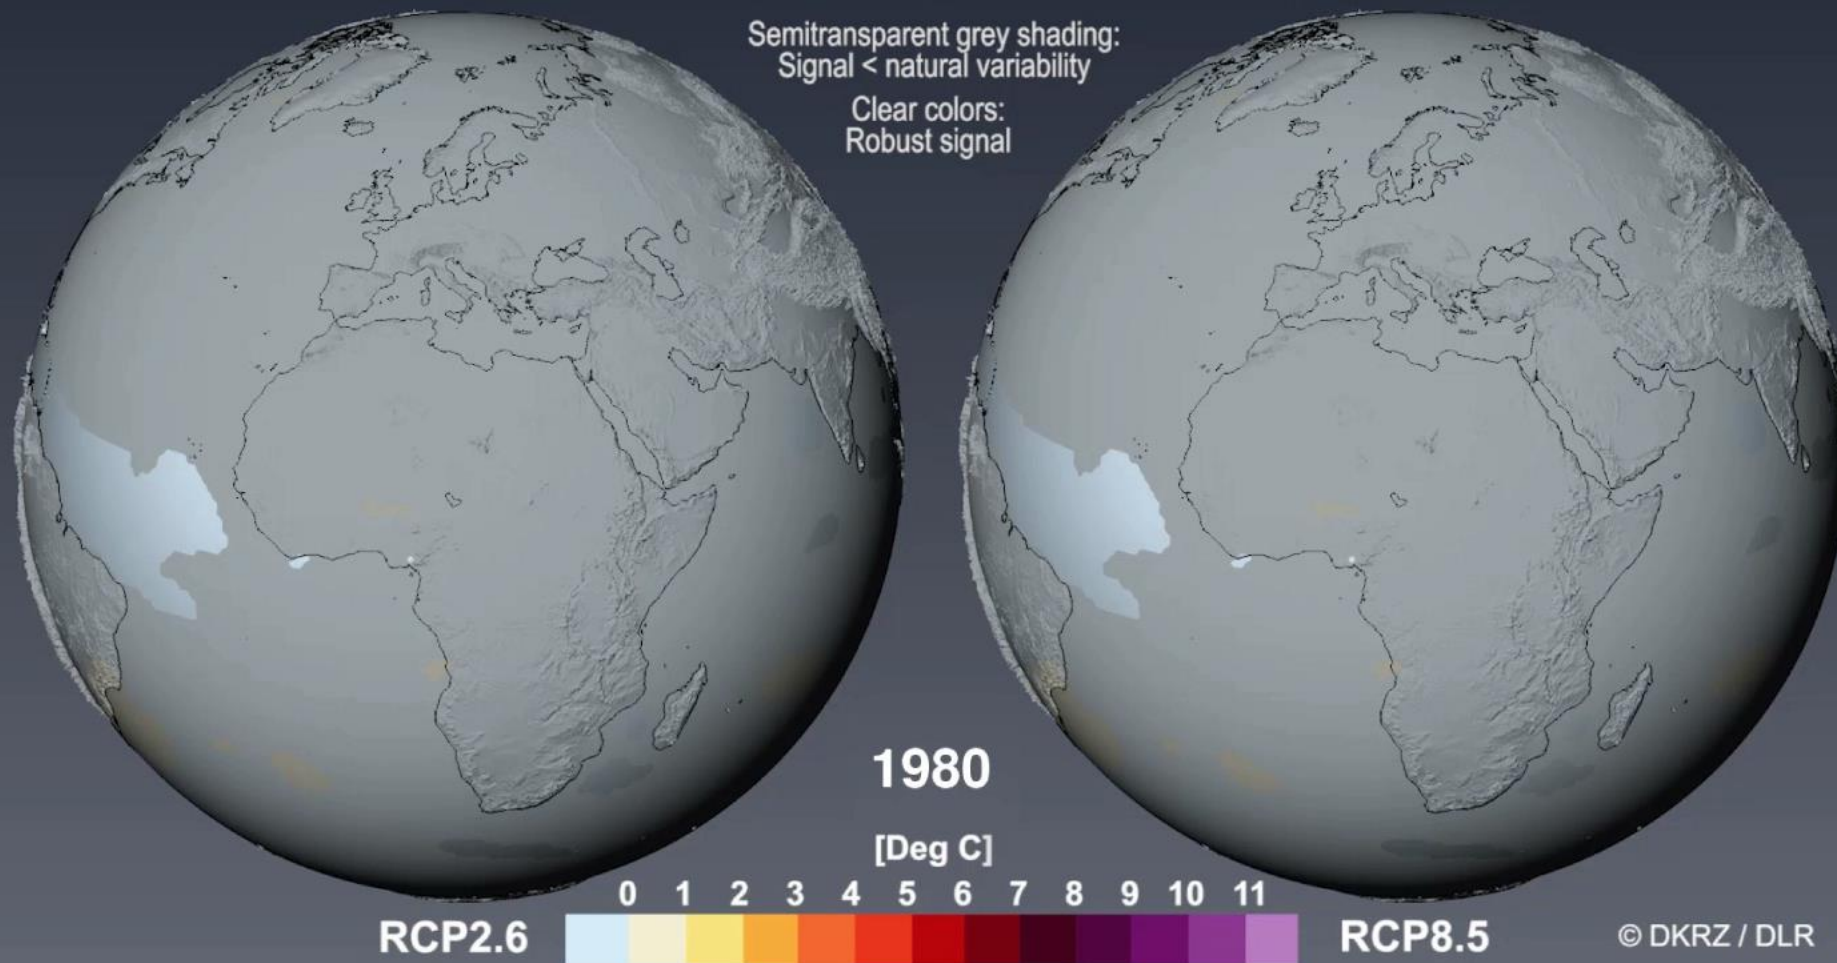 Semitransparent grey shading:
Signal < natural variability
Clear colors:
Robust signal
1980
[Deg C]
0 1 2 3 4 5 6 7 8 9 10 11
RCP2.6
RCP8.5
© DKRZ / DLR